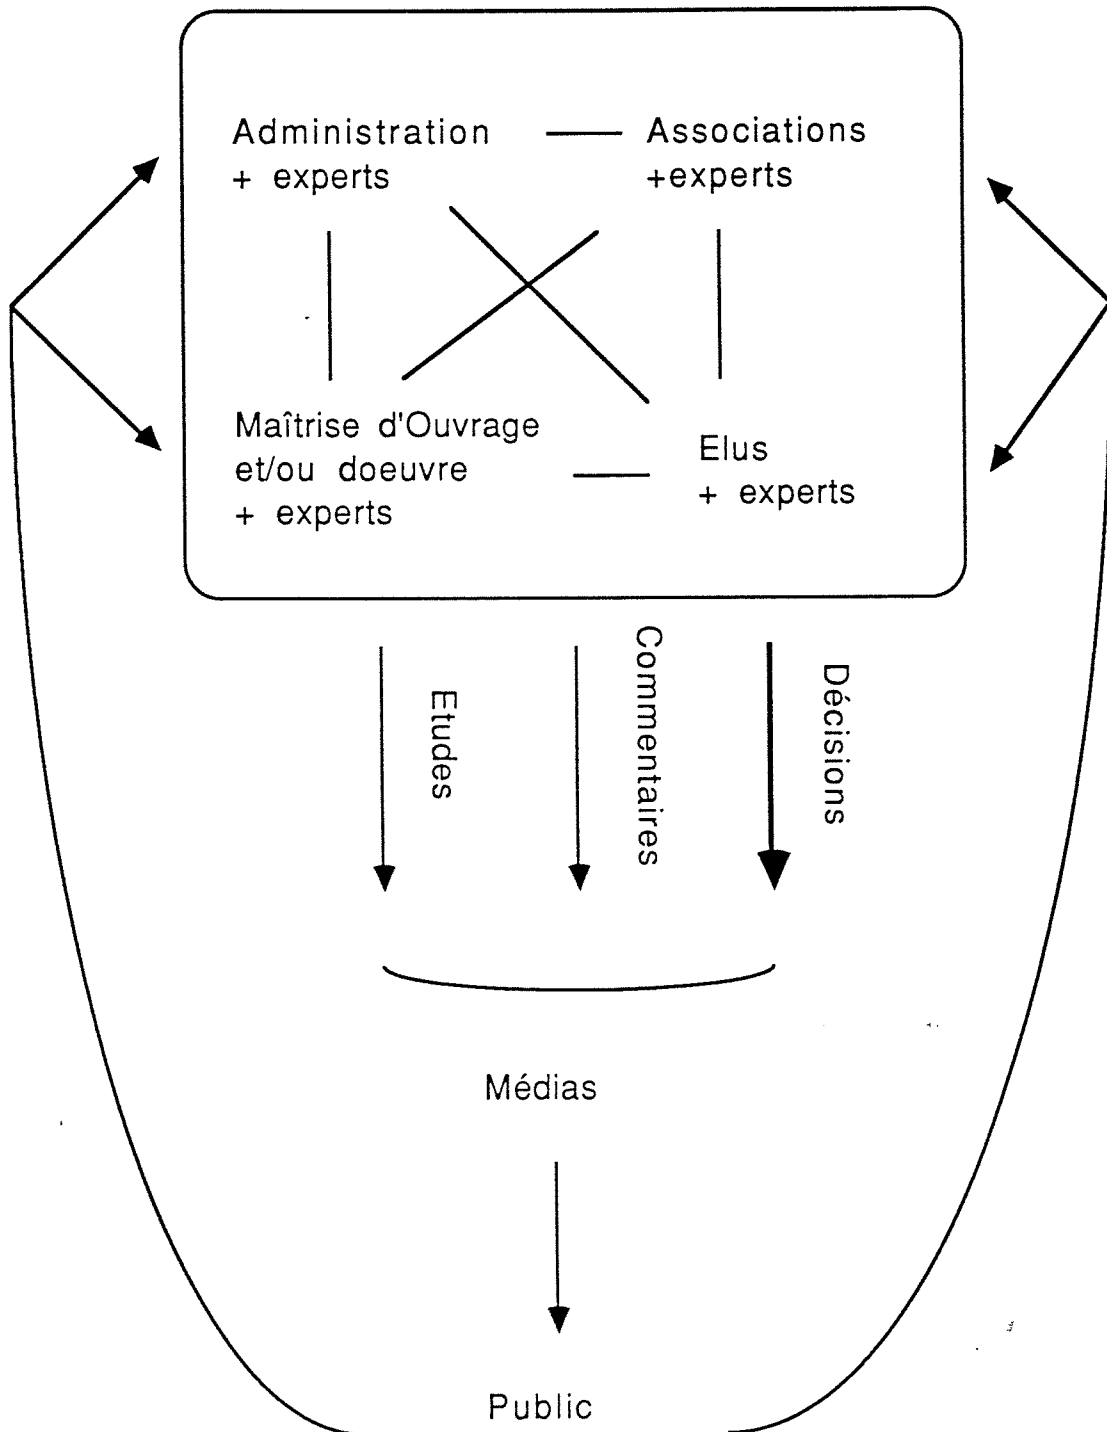 Administration
+ experts
Associations
+experts
Maîtrise d'Ouvrage
et/ou doeuvre
+ experts
Elus
+ experts
Etudes
Commentaires
Décisions
Médias
Public